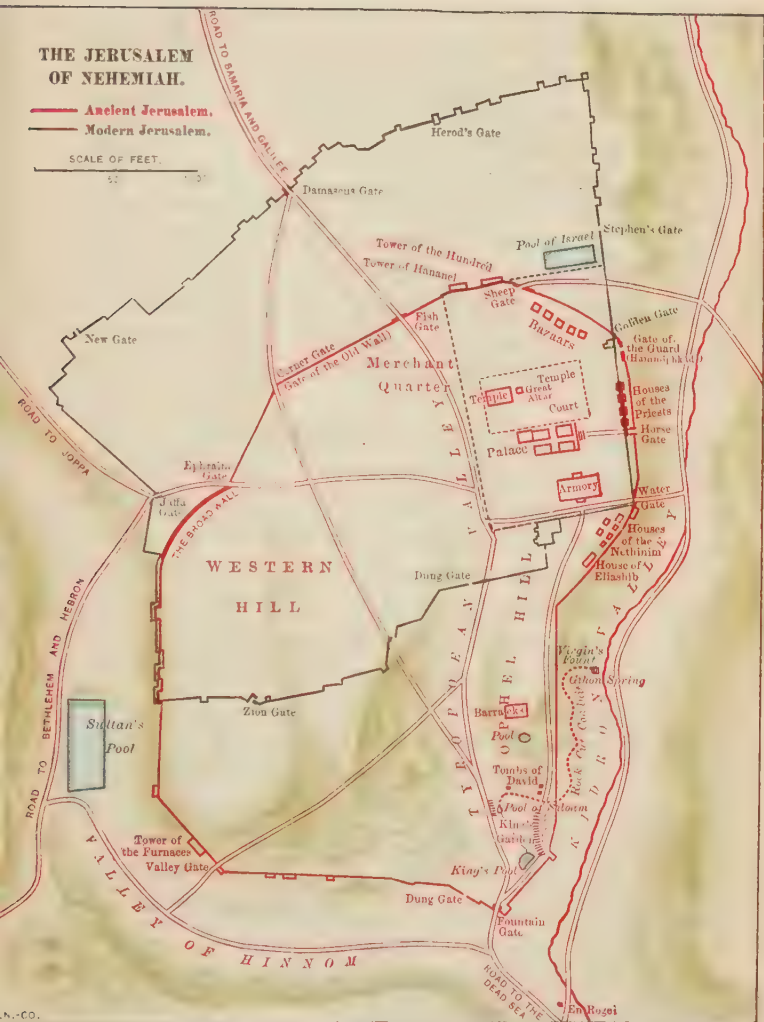 THE JERUSALEM
OF NEHEMIAH.
Ancient Jerusalem.
Modern Jerusalem.
SCALE OF FEET.
ROAD TO SAMARIA AND GALILEE
Herod's Gate
Damascus Gate
Stephen's Gate
Pool of Israel
Tower of the Hundred
Tower of Hananel
Sheep
Gate
Fish
Gate
Bazaars
Golden Gate
Gate of
the Guard
New Gate
Corner Gate
(Gate of the Old Wall)
Merchant
Quarter
Temple
Great
Altar
Temple
Court
Houses
of the
Priests
Horse
Gate
Palace
ROAD TO JOPPA
Ephraim
Gate
Jaffa
Gate
THE BROAD WALL
Armory
Water
Gate
Houses
of the
Nethinim
House of
Eliashib
WESTERN
HILL
Dung Gate
TYROPOEAN VALLEY
OPHEL HILL
KIDRON VALLEY
Virgin's
Fount
Gihon Spring
Rock Cut Conduit
ROAD TO BETHLEHEM AND HEBRON
Sultan's
Pool
Zion Gate
Barracks
Pool
Tombs of
David
Pool of Siloam
King's
Garden
King's Pool
Tower of
the Furnaces
Valley Gate
Dung Gate
Fountain
Gate
VALLEY OF HINNOM
ROAD TO THE
DEAD SEA
En Rogel